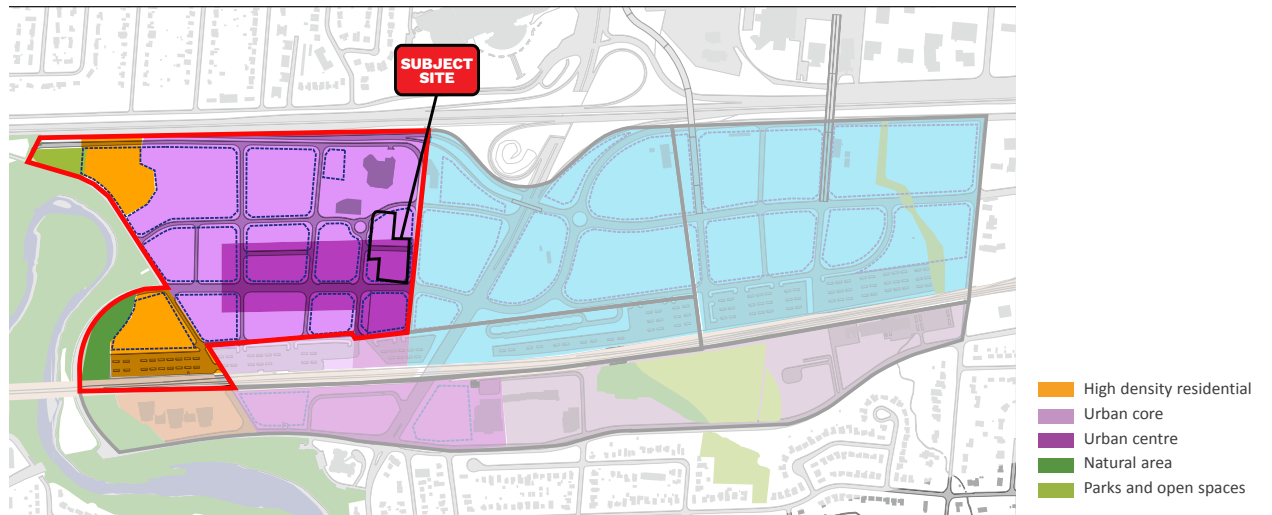 SUBJECT
SITE
High density residential
Urban core
Urban centre
Natural area
Parks and open spaces